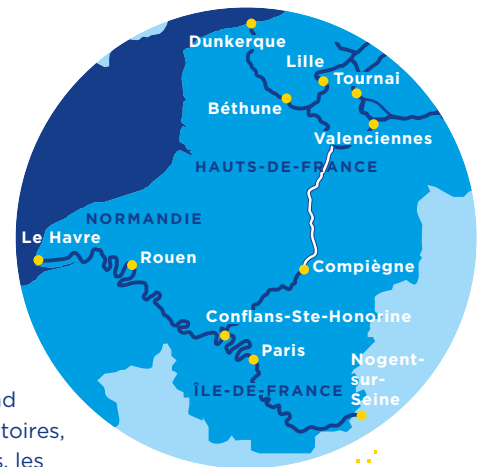 Dunkerque
Lille
Tournai
Béthune
Valenciennes
HAUTS-DE-FRANCE
NORMANDIE
Le Havre
Rouen
Compiègne
Conflans-Ste-Honorine
Paris
Nogent-
sur-
Seine
ÎLE-DE-FRANCE
toires,
les